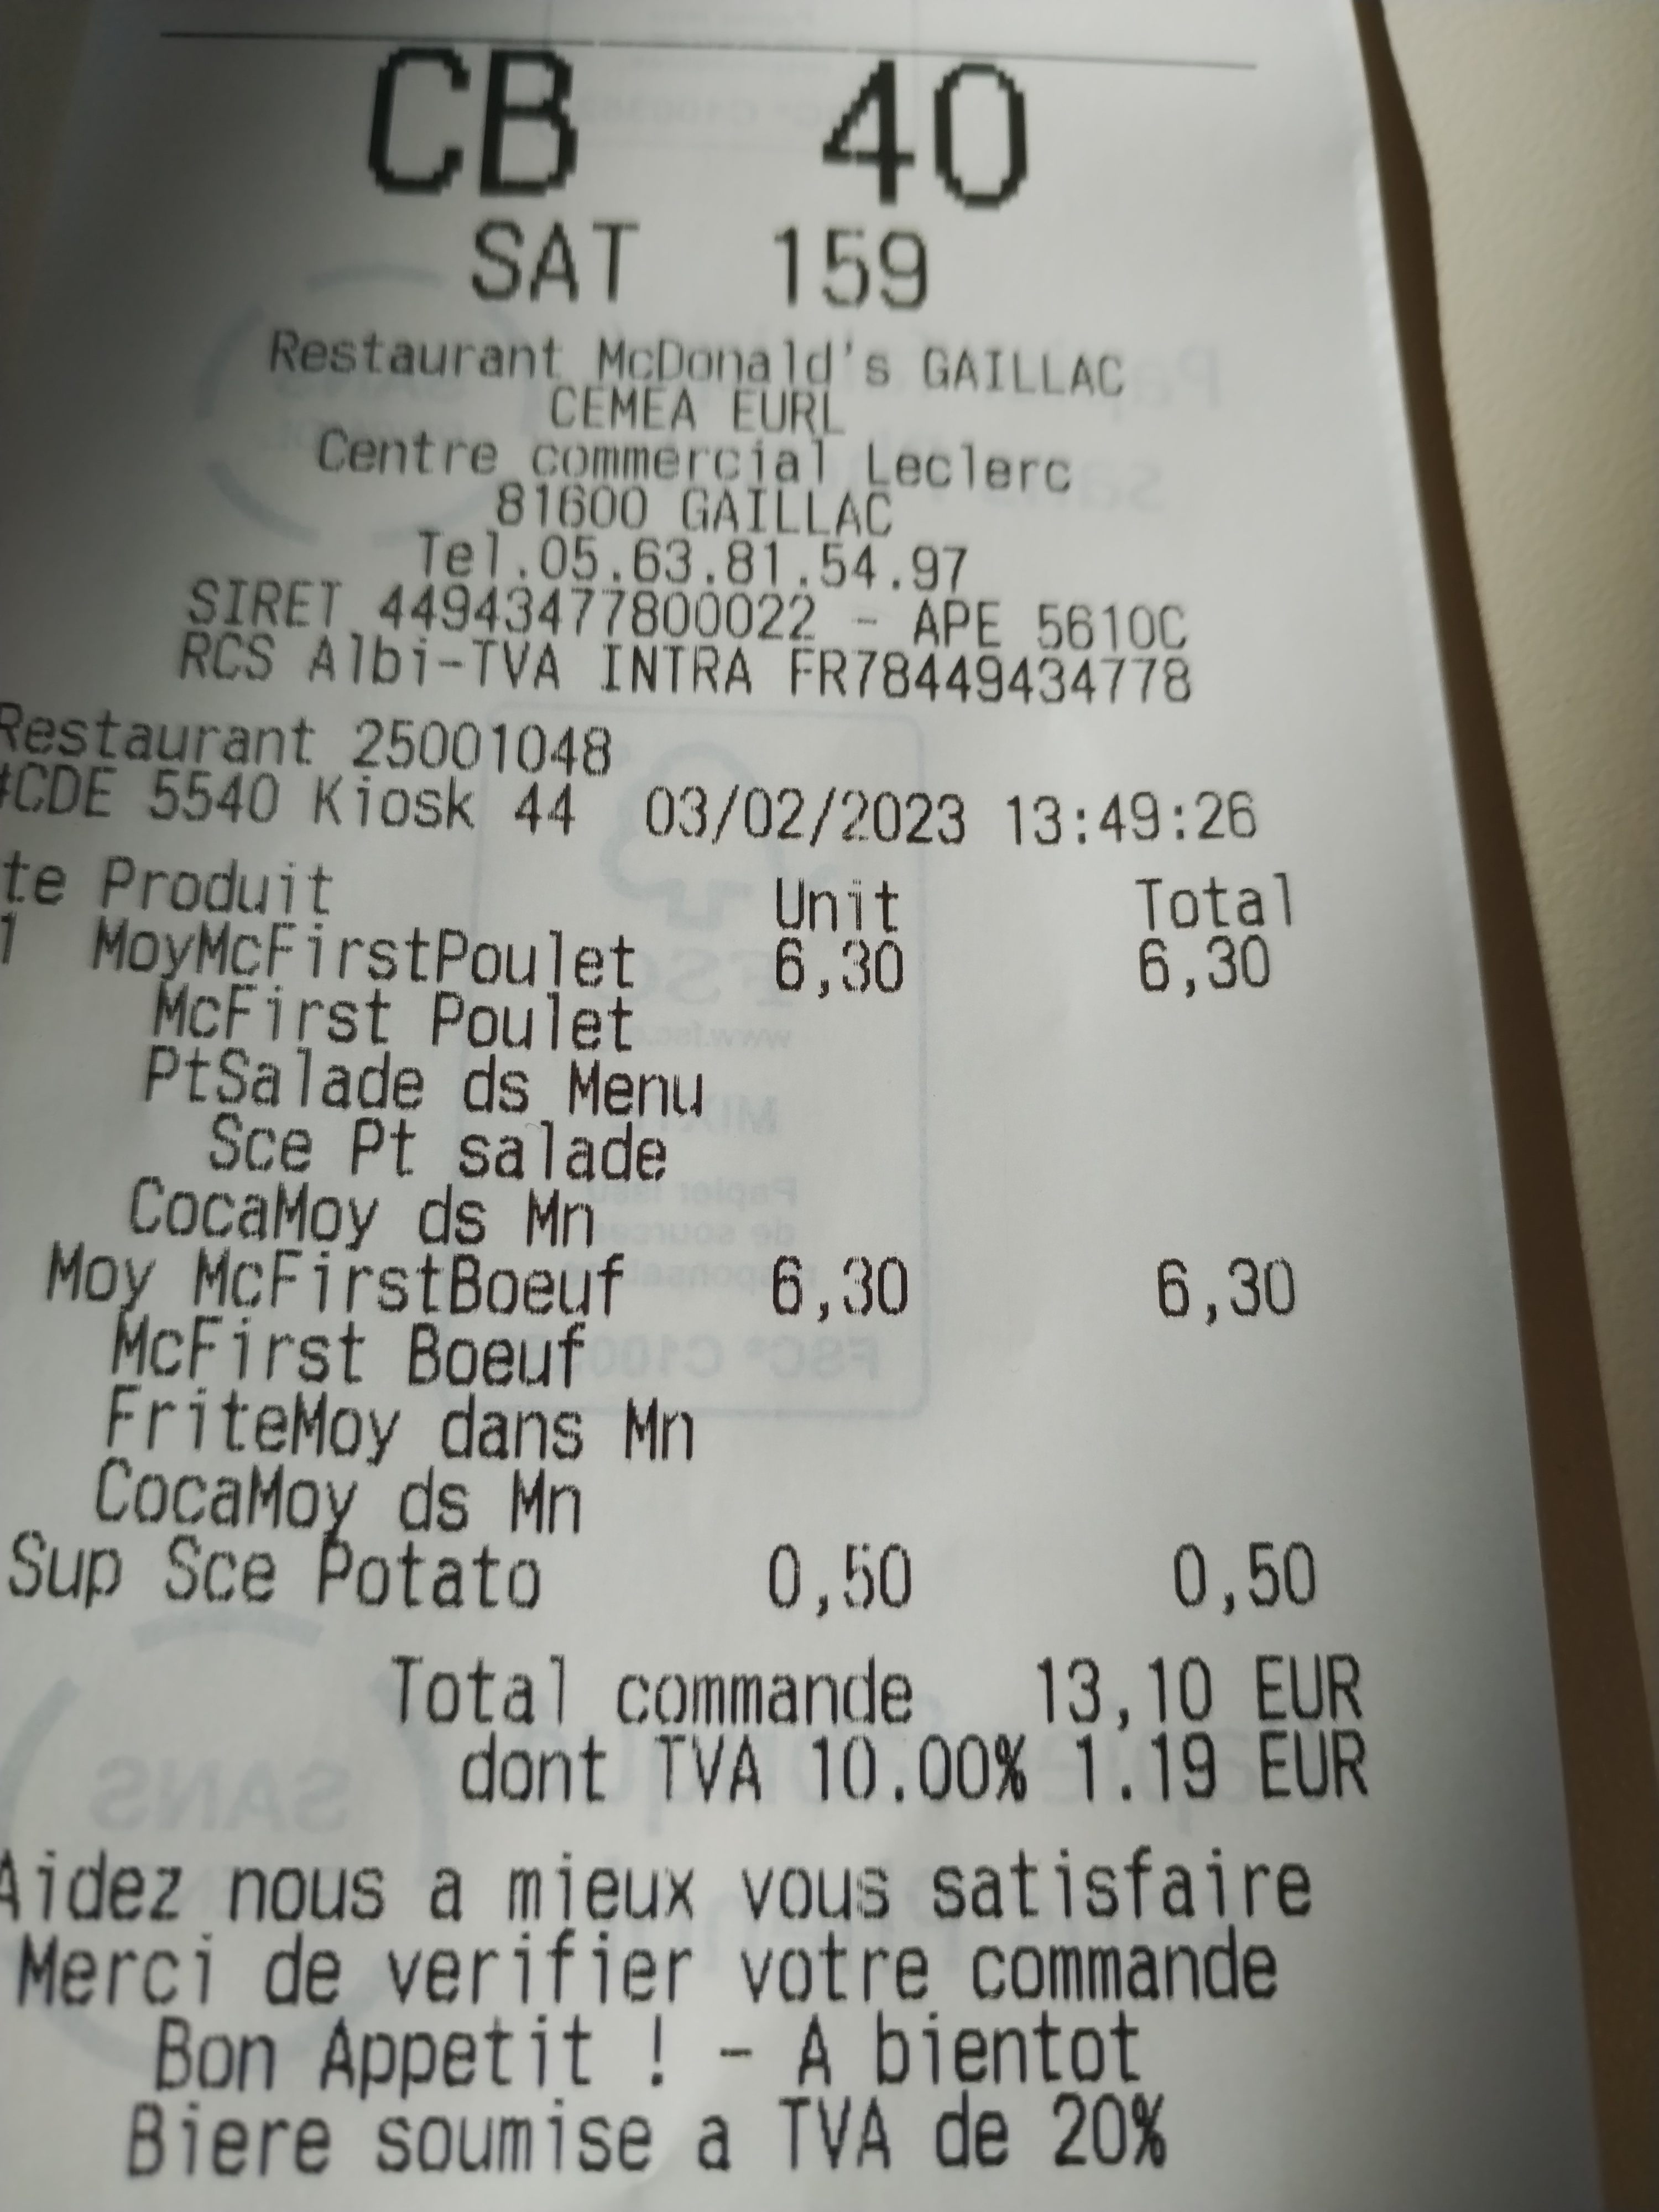 CB 40
SAT 159
Restaurant McDonald's GAILLAC
CEMEA EURL
Centre commercial Leclerc
81600 GAILLAC
Tel.05.63.81.54.97
SIRET 44943477800022 - APE 5610C
RCS Albi-TVA INTRA FR78449434778
Restaurant 25001048
#CDE 5540 Kiosk 44 03/02/2023 13:49:26
te Produit Unit Total
1 MoyMcFirstPoulet 6,30 6,30
McFirst Poulet
PtSalade ds Menu
Sce Pt salade
CocaMoy ds Mn
Moy McFirstBoeuf 6,30 6,30
McFirst Boeuf
FriteMoy dans Mn
CocaMoy ds Mn
Sup Sce Potato 0,50 0,50
Total commande 13,10 EUR
dont TVA 10.00% 1.19 EUR
Aidez nous a mieux vous satisfaire
Merci de verifier votre commande
Bon Appetit ! - A bientot
Biere soumise a TVA de 20%